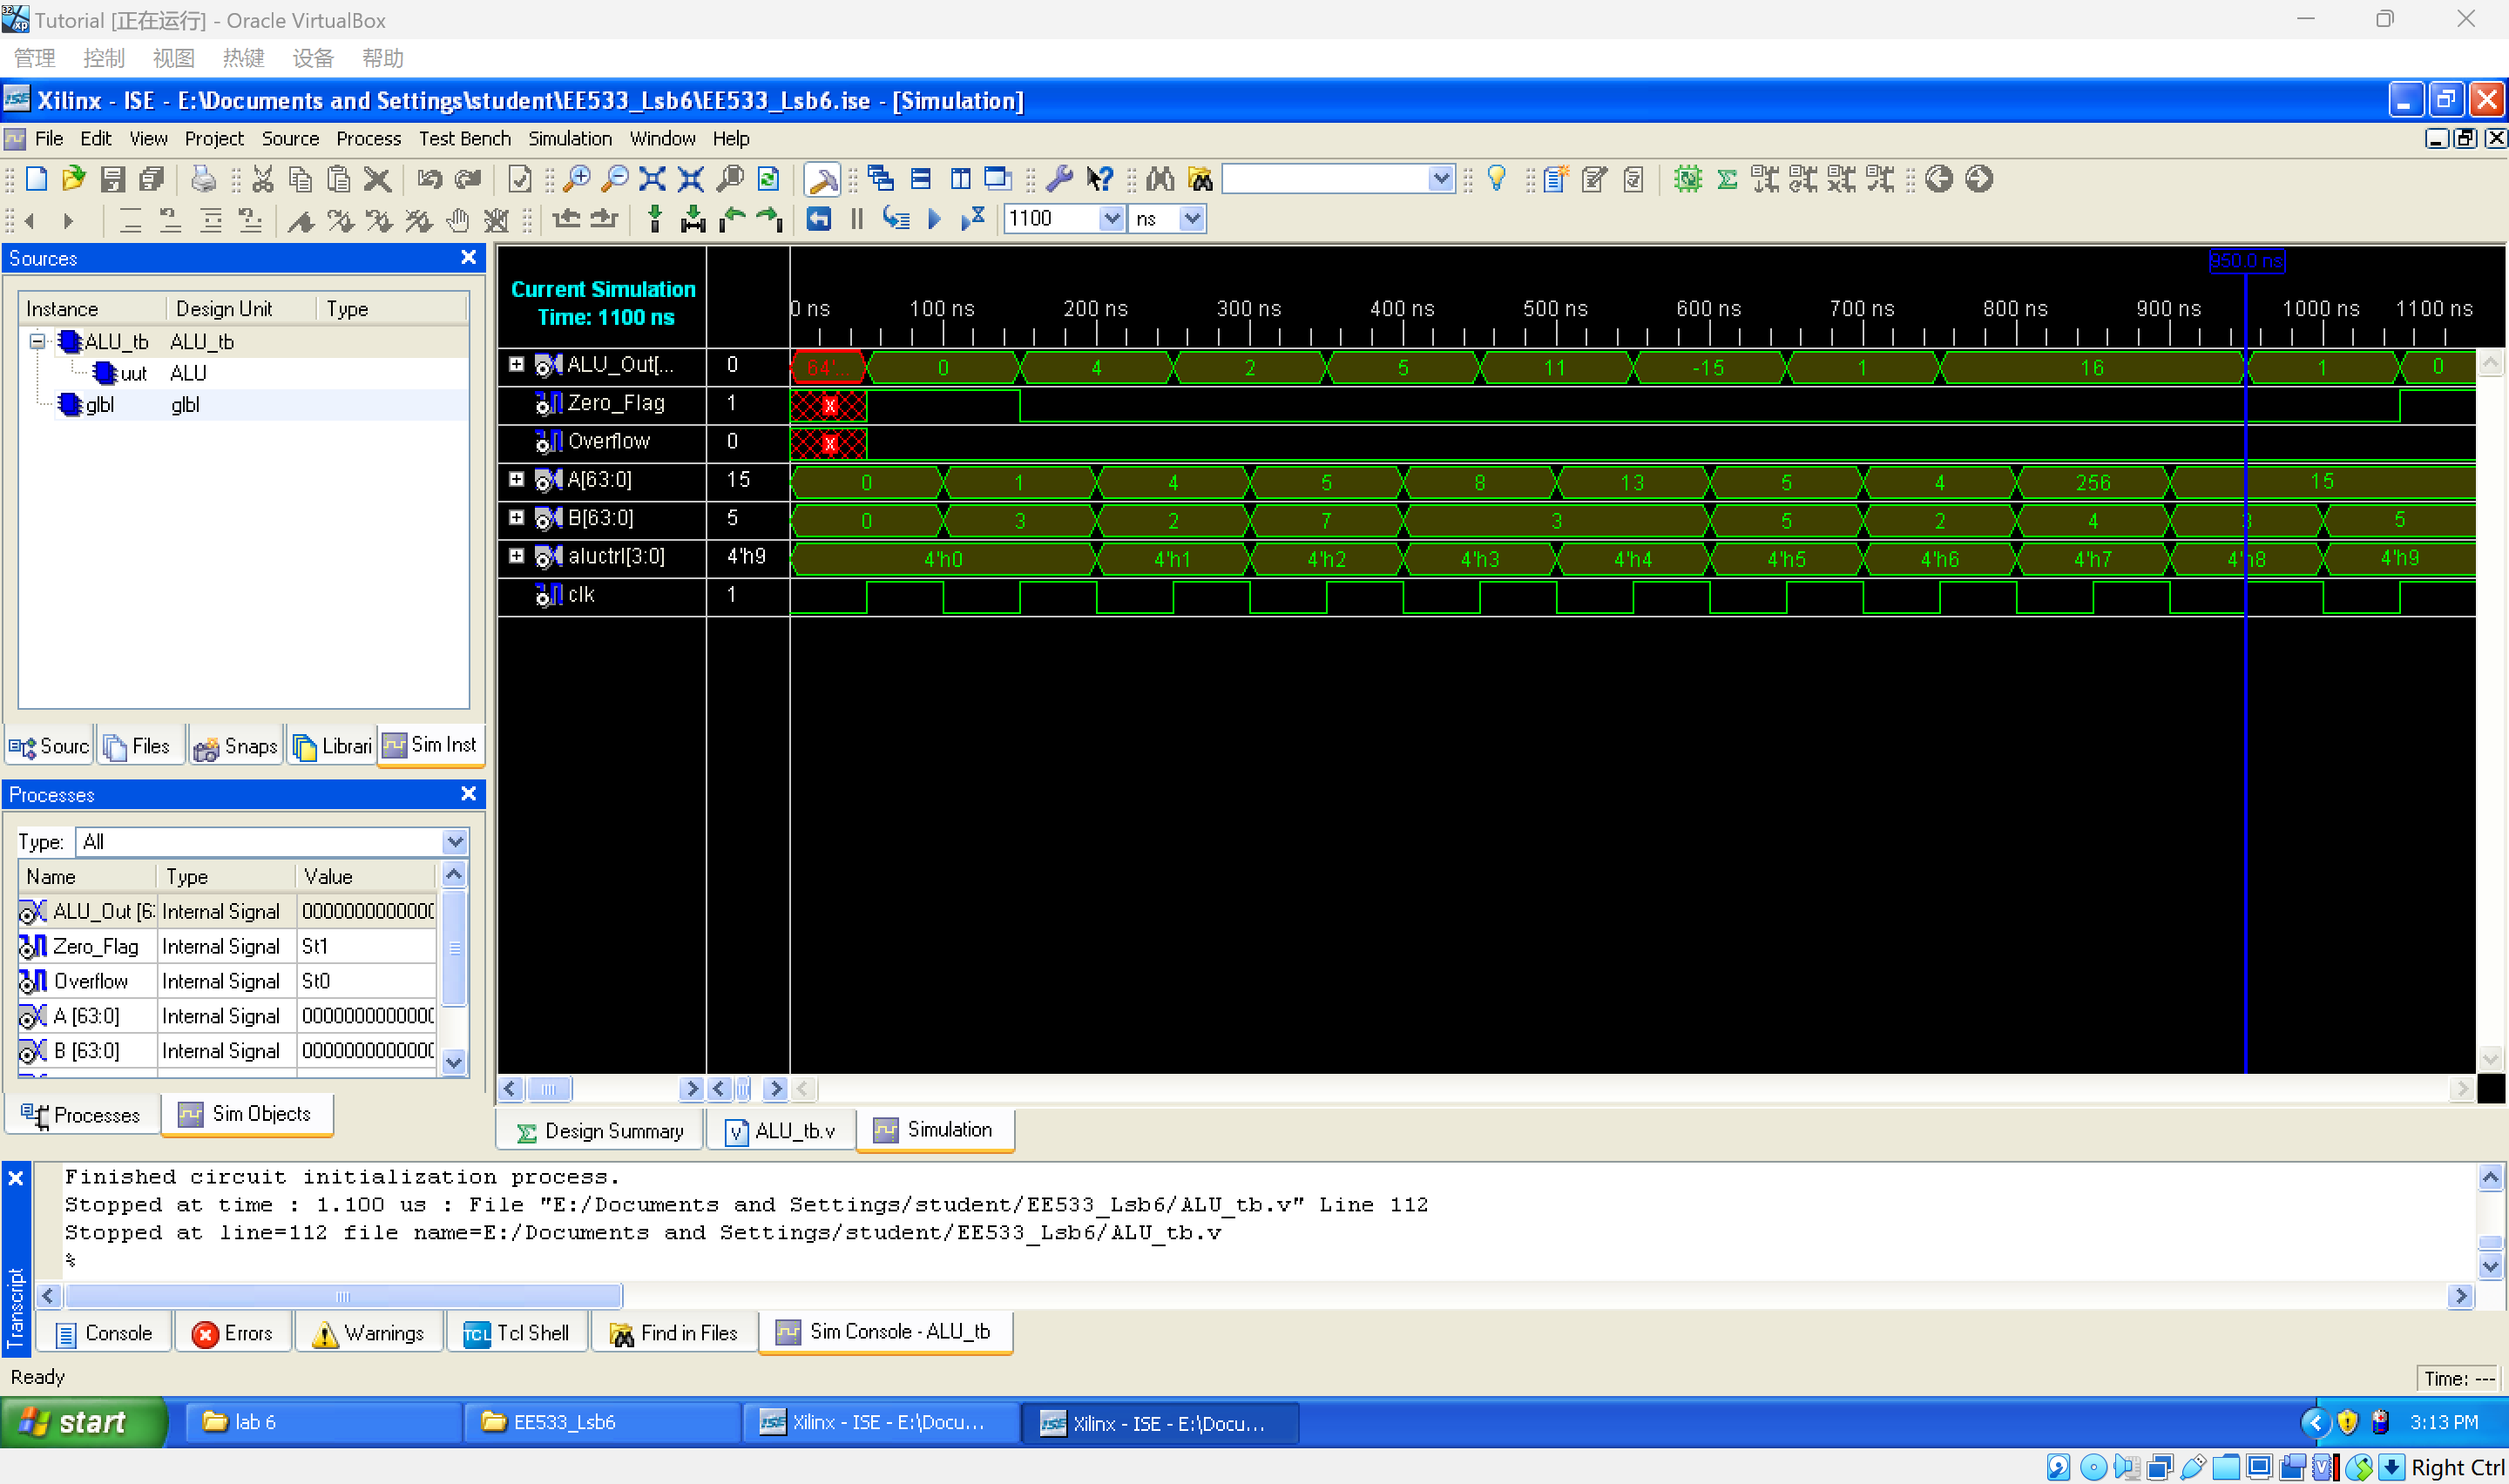 Tutorial [正在运行] - Oracle VirtualBox
管理 控制 视图 热键 设备 帮助
Xilinx - ISE - E:\Documents and Settings\student\EE533_Lsb6\EE533_Lsb6.ise - [Simulation]
File Edit View Project Source Process Test Bench Simulation Window Help
1100 ns
Sources
Instance Design Unit Type
ALU_tb ALU_tb
uut ALU
glbl glbl
Sourc Files Snaps Librari Sim Inst
Processes
Type: All
Name Type Value
ALU_Out [6: Internal Signal 0000000000000
Zero_Flag Internal Signal St1
Overflow Internal Signal St0
A [63:0] Internal Signal 0000000000000
B [63:0] Internal Signal 0000000000000
Processes Sim Objects
950.0 ns
Current Simulation
Time: 1100 ns
0 ns 100 ns 200 ns 300 ns 400 ns 500 ns 600 ns 700 ns 800 ns 900 ns 1000 ns 1100 ns
ALU_Out[... 0 64'... 0 4 2 5 11 -15 1 16 1 0
Zero_Flag 1 X
Overflow 0 X
A[63:0] 15 0 1 4 5 8 13 5 4 256 15
B[63:0] 5 0 3 2 7 3 5 2 4 3 5
aluctrl[3:0] 4'h9 4'h0 4'h1 4'h2 4'h3 4'h4 4'h5 4'h6 4'h7 4'h8 4'h9
clk 1
Design Summary ALU_tb.v Simulation
Transcript
Finished circuit initialization process.
Stopped at time : 1.100 us : File "E:/Documents and Settings/student/EE533_Lsb6/ALU_tb.v" Line 112
Stopped at line=112 file name=E:/Documents and Settings/student/EE533_Lsb6/ALU_tb.v
%
Console Errors Warnings Tcl Shell Find in Files Sim Console - ALU_tb
Ready Time: ---
start lab 6 EE533_Lsb6 Xilinx - ISE - E:\Docu... Xilinx - ISE - E:\Docu... 3:13 PM
Right Ctrl